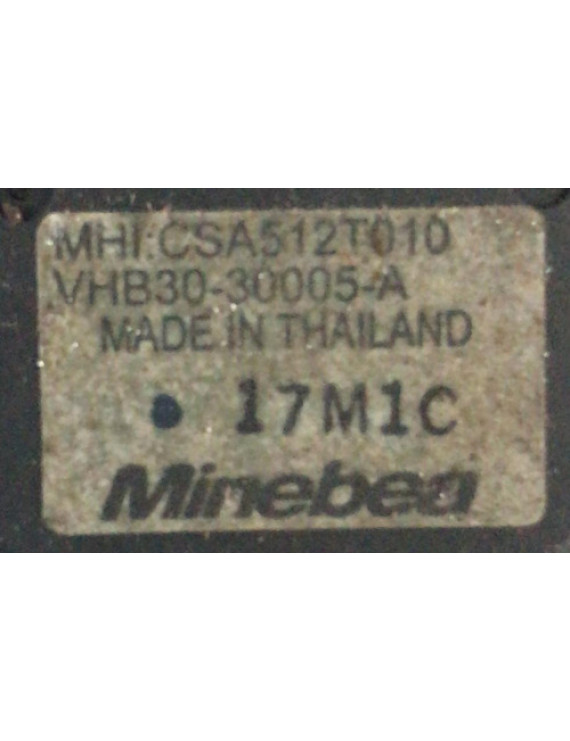 MHI:CSA512T010
VHB30-30005-A
MADE IN THAILAND
• 17M1C
Minebea